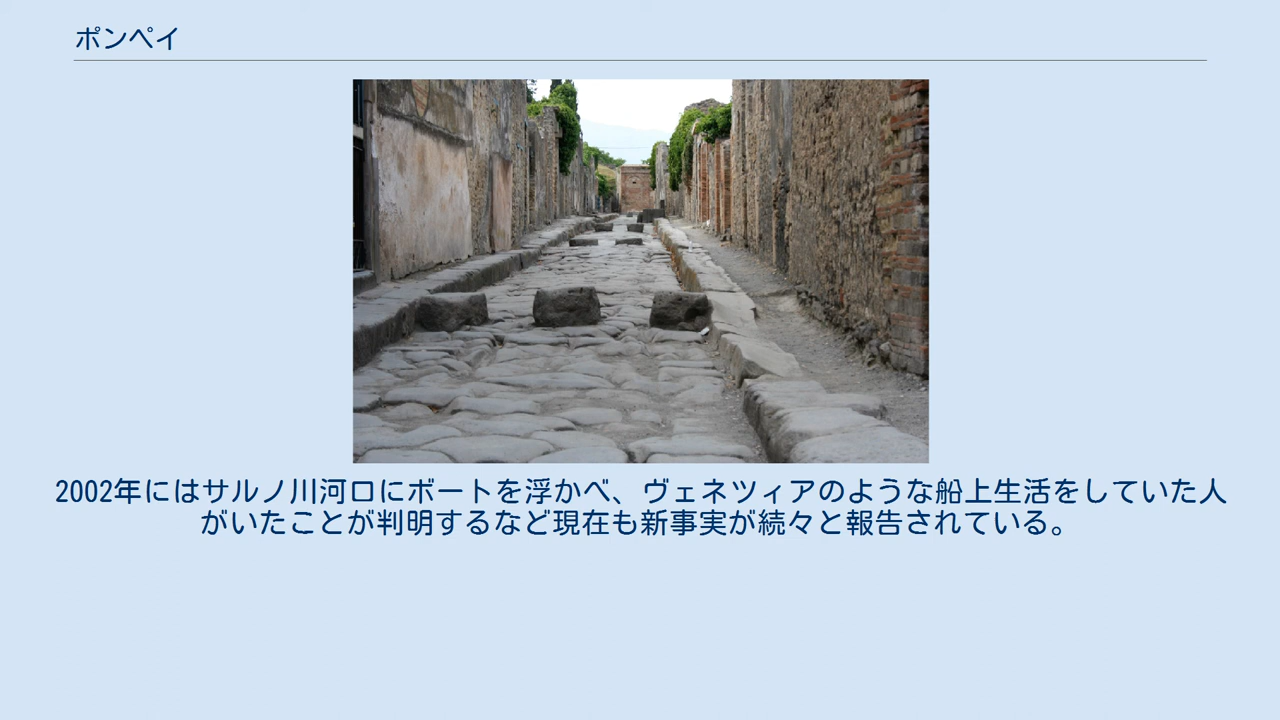 ポンペイ
2002年にはサルノ川河口にボートを浮かべ、ヴェネツィアのような船上生活をしていた人
がいたことが判明するなど現在も新事実が続々と報告されている。